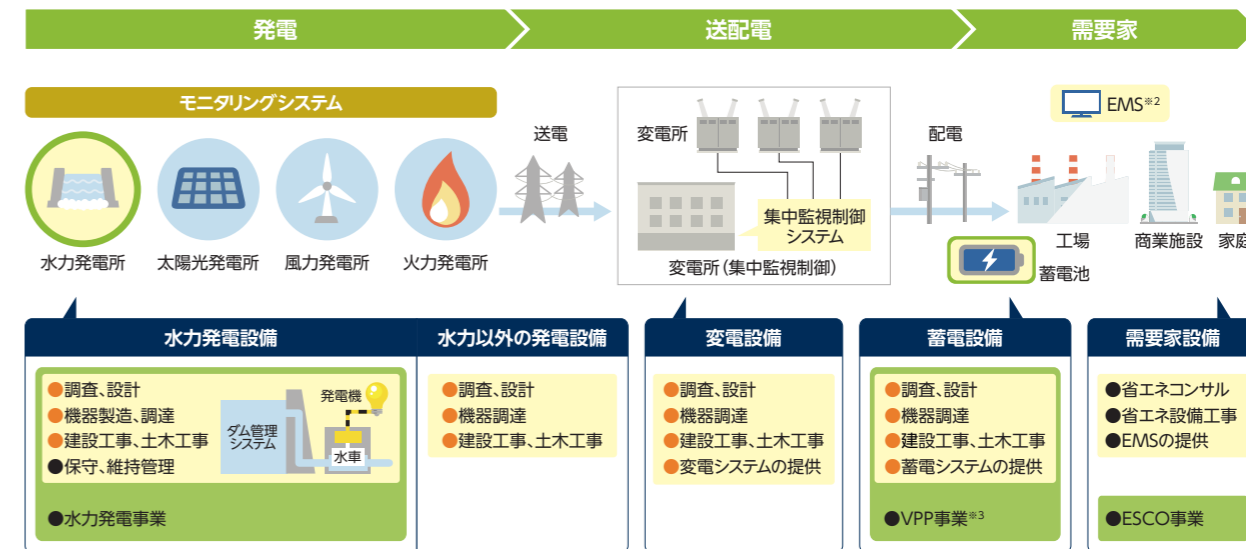 発電
送配電
需要家
モニタリングシステム
EMS※2
送電
変電所
配電
集中監視制御
システム
水力発電所
太陽光発電所
風力発電所
火力発電所
変電所（集中監視制御）
工場
商業施設
家庭
蓄電池
水力発電設備
水力以外の発電設備
変電設備
蓄電設備
需要家設備
●調査、設計
●機器製造、調達
●建設工事、土木工事
●保守、維持管理
ダム管理
システム
発電機
水車
●水力発電事業
●調査、設計
●機器調達
●建設工事、土木工事
●調査、設計
●機器調達
●建設工事、土木工事
●変電システムの提供
●調査、設計
●機器調達
●建設工事、土木工事
●蓄電システムの提供
●VPP事業※3
●省エネコンサル
●省エネ設備工事
●EMSの提供
●ESCO事業